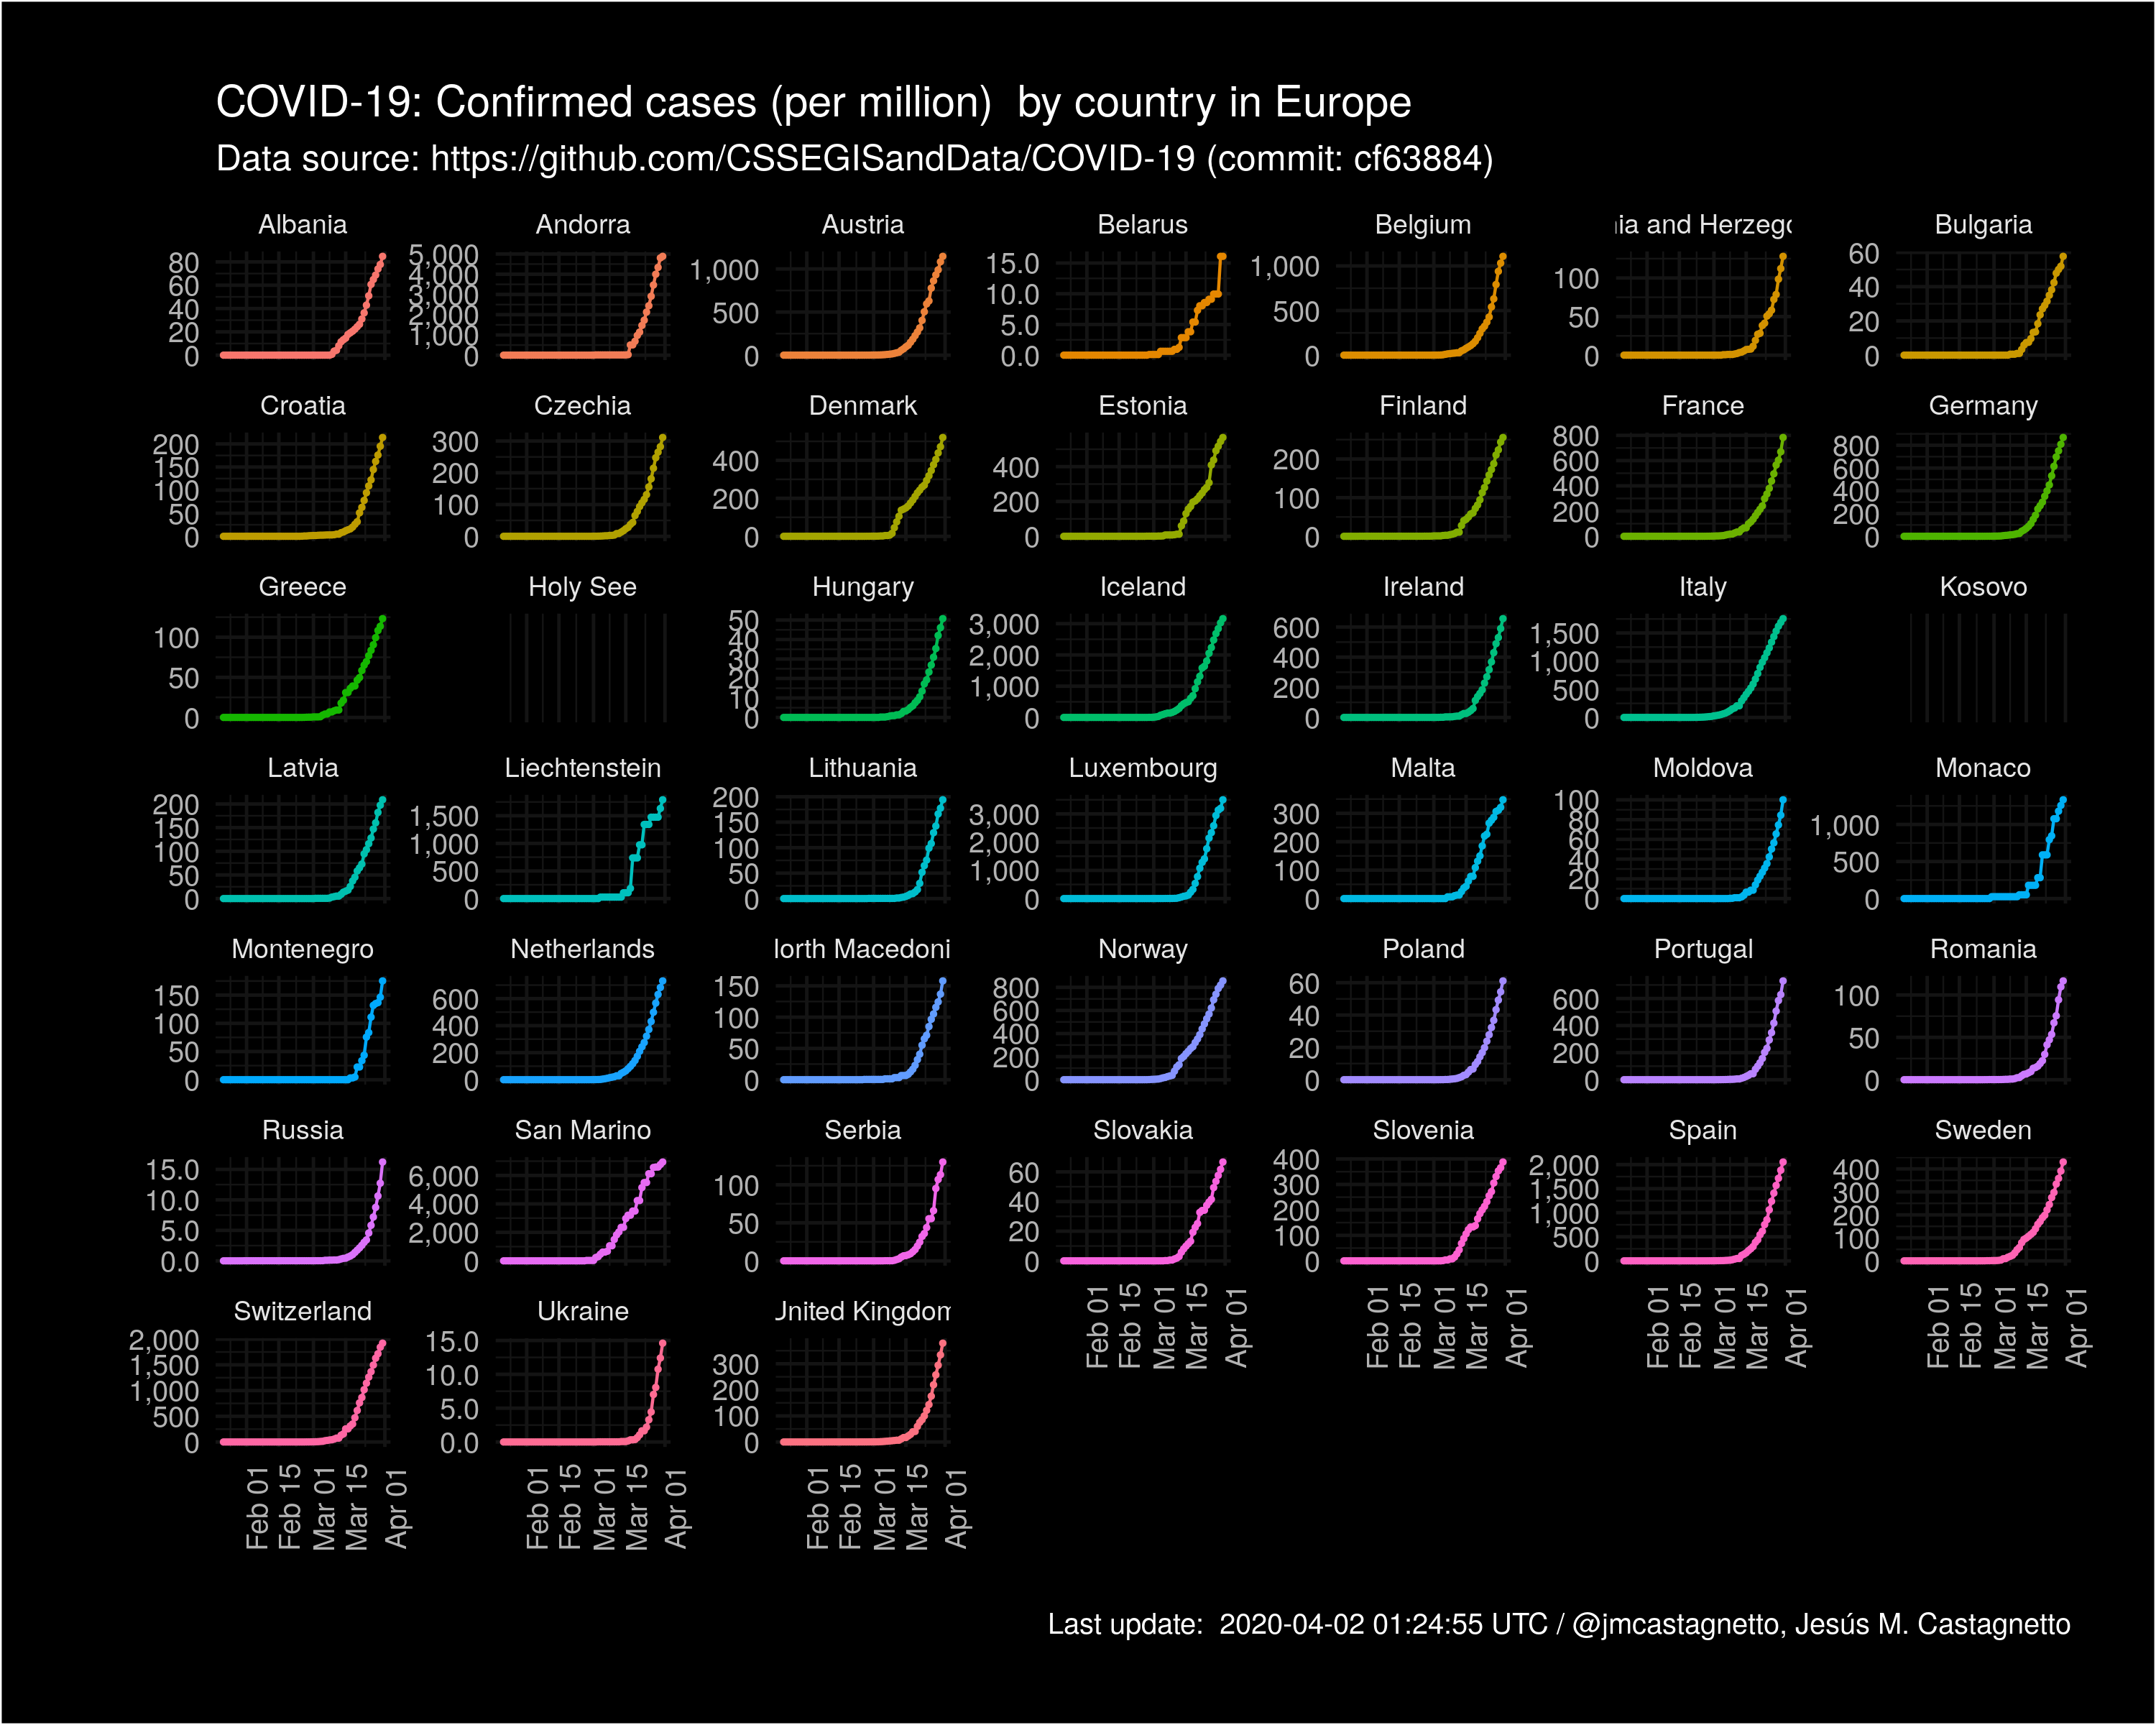 COVID-19: Confirmed cases (per million)  by country in Europe
Data source: https://github.com/CSSEGISandData/COVID-19 (commit: cf63884)
Albania Andorra Austria Belarus Belgium ia and Herzego Bulgaria
80 60 40 20 0
5,000 4,000 3,000 2,000 1,000 0
1,000 500 0
15.0 10.0 5.0 0.0
1,000 500 0
100 50 0
60 40 20 0
Croatia Czechia Denmark Estonia Finland France Germany
200 150 100 50 0
300 200 100 0
400 200 0
400 200 0
200 100 0
800 600 400 200 0
800 600 400 200 0
Greece Holy See Hungary Iceland Ireland Italy Kosovo
100 50 0
50 40 30 20 10 0
3,000 2,000 1,000 0
600 400 200 0
1,500 1,000 500 0
Latvia Liechtenstein Lithuania Luxembourg Malta Moldova Monaco
200 150 100 50 0
1,500 1,000 500 0
200 150 100 50 0
3,000 2,000 1,000 0
300 200 100 0
100 80 60 40 20 0
1,000 500 0
Montenegro Netherlands orth Macedoni Norway Poland Portugal Romania
150 100 50 0
600 400 200 0
150 100 50 0
800 600 400 200 0
60 40 20 0
600 400 200 0
100 50 0
Russia San Marino Serbia Slovakia Slovenia Spain Sweden
15.0 10.0 5.0 0.0
6,000 4,000 2,000 0
100 50 0
60 40 20 0
400 300 200 100 0
2,000 1,500 1,000 500 0
400 300 200 100 0
Feb 01 Feb 15 Mar 01 Mar 15 Apr 01
Feb 01 Feb 15 Mar 01 Mar 15 Apr 01
Feb 01 Feb 15 Mar 01 Mar 15 Apr 01
Feb 01 Feb 15 Mar 01 Mar 15 Apr 01
Switzerland Ukraine United Kingdom
2,000 1,500 1,000 500 0
15.0 10.0 5.0 0.0
300 200 100 0
Feb 01 Feb 15 Mar 01 Mar 15 Apr 01
Feb 01 Feb 15 Mar 01 Mar 15 Apr 01
Feb 01 Feb 15 Mar 01 Mar 15 Apr 01
Last update:  2020-04-02 01:24:55 UTC / @jmcastagnetto, Jesús M. Castagnetto